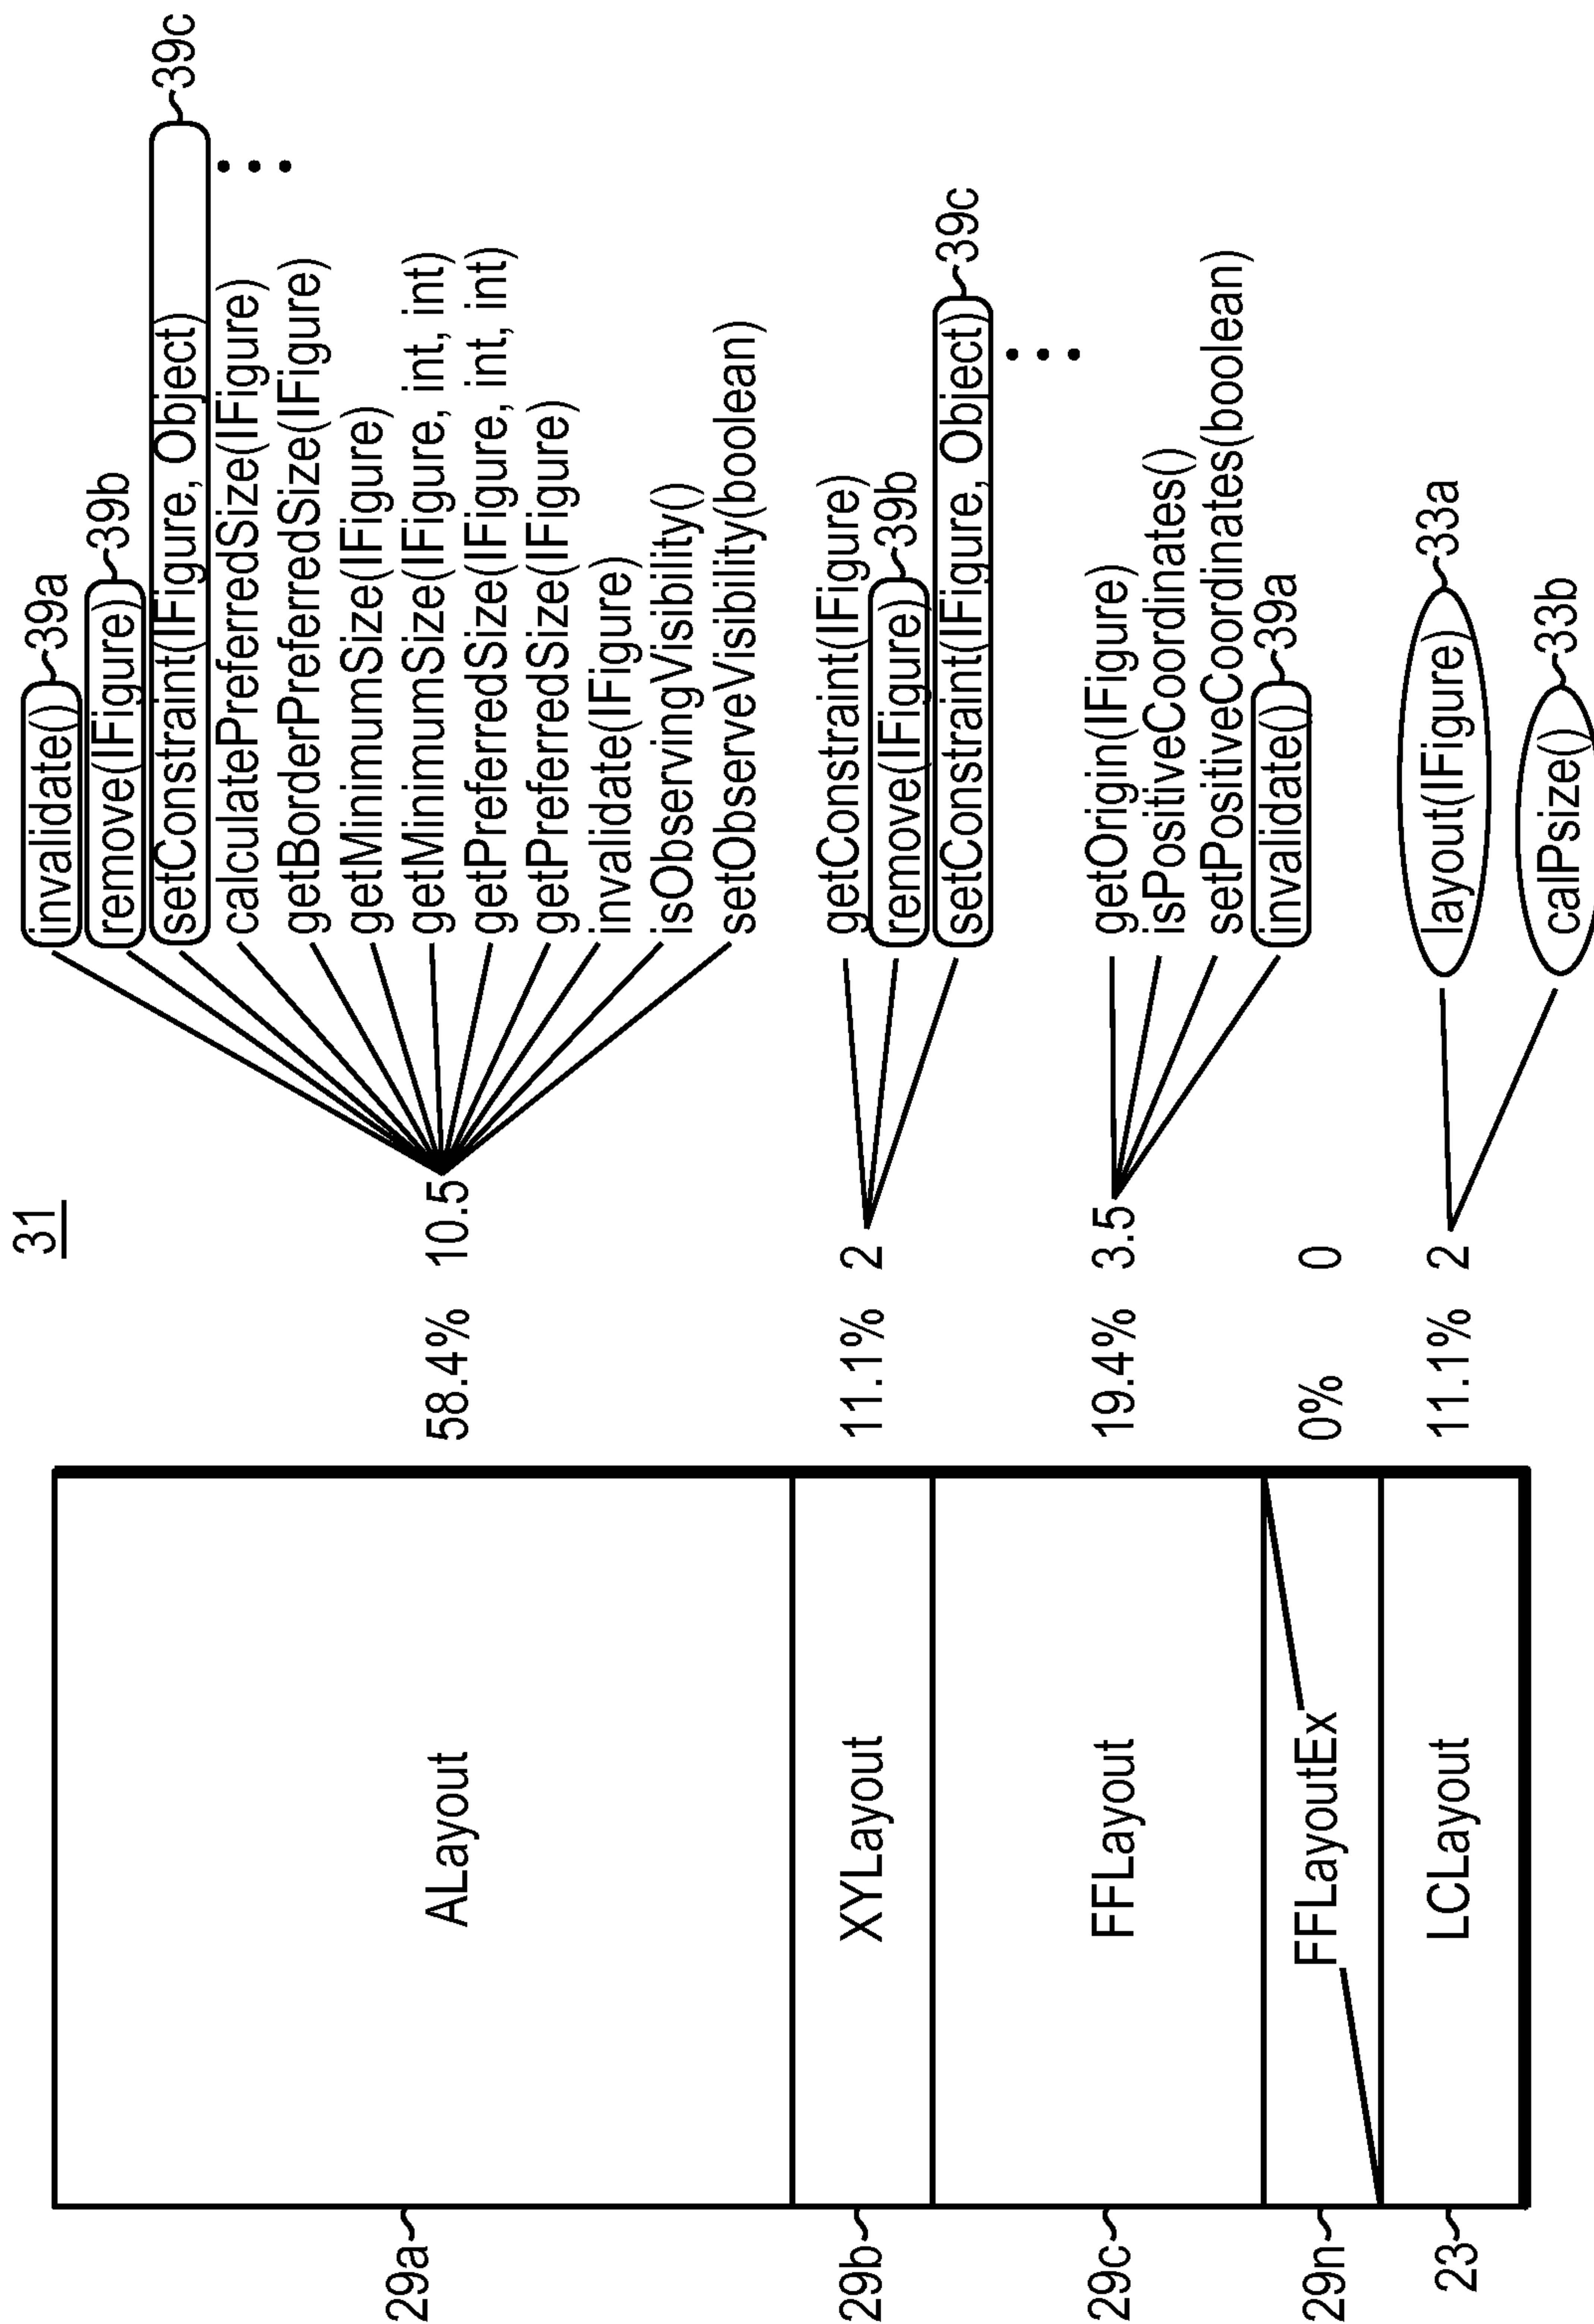 31
29a
ALayout
58.4% 10.5
invalidate() 39a
remove(IFigure) 39b
setConstraint(IFigure, Object) 39c
calculatePreferredSize(IFigure)
getBorderPreferredSize(IFigure)
getMinimumSize(IFigure)
getMinimumSize(IFigure, int, int)
getPreferredSize(IFigure, int, int)
getPreferredSize(IFigure)
invalidate(IFigure)
isObservingVisibility()
setObserveVisibility(boolean)
29b
XYLayout
11.1% 2
getConstraint(IFigure)
remove(IFigure) 39b
setConstraint(IFigure, Object) 39c
29c
FFLayout
19.4% 3.5
getOrigin(IFigure)
isPositiveCoordinates()
setPositiveCoordinates(boolean)
invalidate() 39a
29n
FFLayoutEx
0% 0
23
LCLayout
11.1% 2
layout(IFigure) 33a
calPsize() 33b